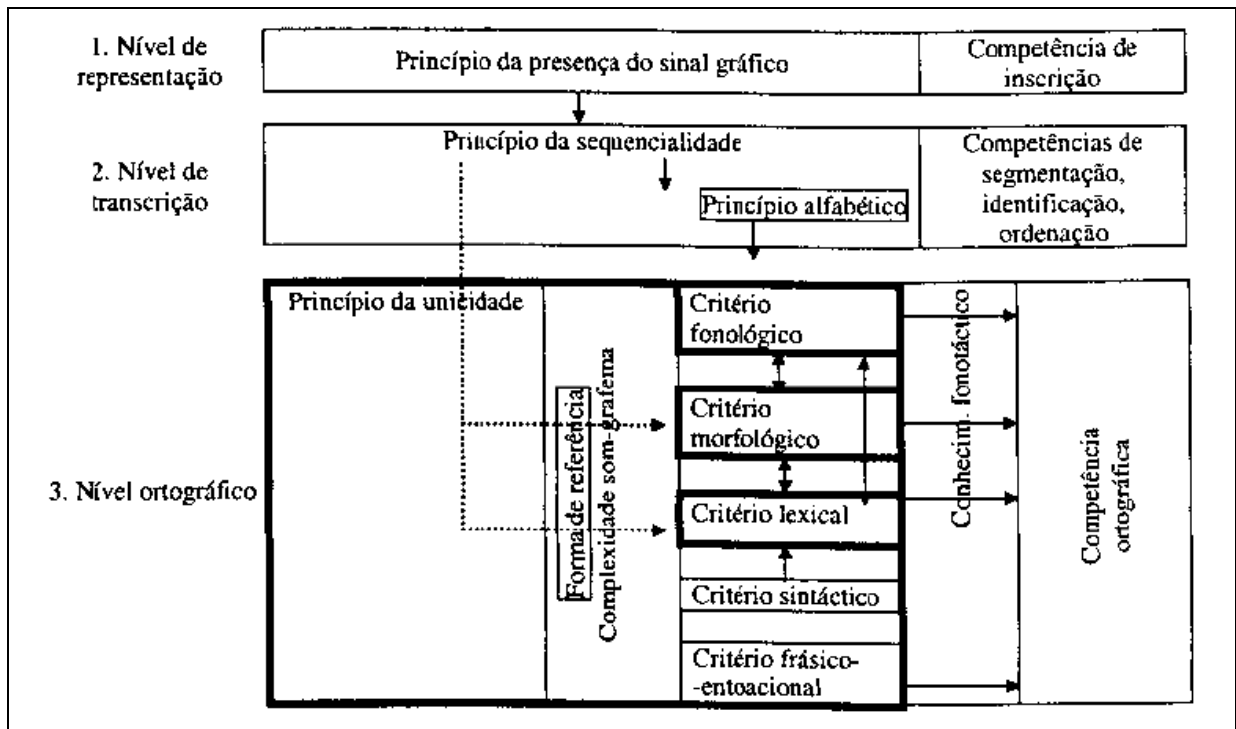 1. Nível de
representação
Princípio da presença do sinal gráfico
Competência de
inscrição
2. Nível de
transcrição
Princípio da sequencialidade
Princípio alfabético
Competências de
segmentação,
identificação,
ordenação
3. Nível ortográfico
Princípio da unicidade
Forma de referência
Complexidade som-grafema
Critério
fonológico
Critério
morfológico
Critério lexical
Critério sintáctico
Critério frásico-
-entoacional
Conhecim. fonotáctico
Competência
ortográfica